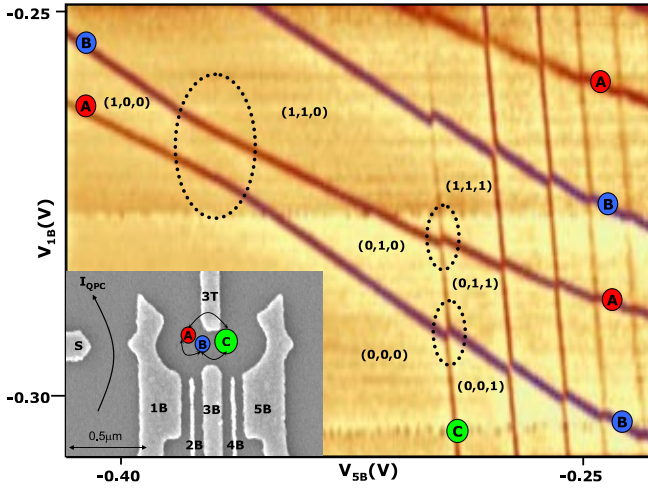 -0.25
B
A
(1,0,0)
(1,1,0)
A
B
(1,1,1)
(0,1,0)
(0,1,1)
A
V1B(V)
(0,0,0)
(0,0,1)
IQPC
3T
A
B
C
S
1B
3B
5B
2B
4B
0.5μm
-0.30
B
C
-0.40
V5B(V)
-0.25